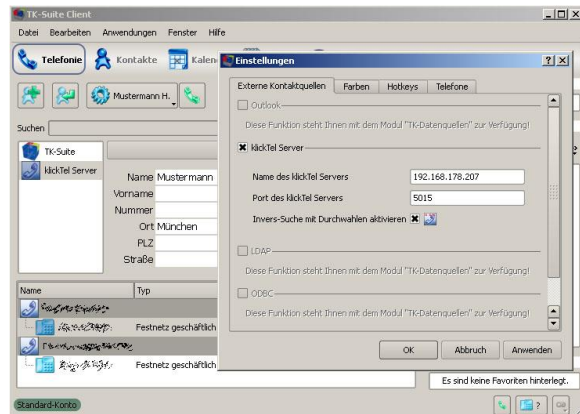 TK-Suite Client
Datei Bearbeiten Anwendungen Fenster Hilfe
Telefonie Kontakte Kalen
Mustermann H.
Suchen
TK-Suite
klickTel Server
Name Mustermann
Vorname
Nummer
Ort München
PLZ
Straße
Name Typ
Festnetz geschäftlich
Festnetz geschäftlich
Es sind keine Favoriten hinterlegt.
Standard-Konto
Einstellungen
Externe Kontaktquellen Farben Hotkeys Telefone
Outlook
Diese Funktion steht Ihnen mit dem Modul "TK-Datenquellen" zur Verfügung!
klickTel Server
Name des klickTel Servers 192.168.178.207
Port des klickTel Servers 5015
Invers-Suche mit Durchwahlen aktivieren
LDAP
Diese Funktion steht Ihnen mit dem Modul "TK-Datenquellen" zur Verfügung!
ODBC
Diese Funktion steht Ihnen mit dem Modul "TK-Datenquellen" zur Verfügung!
OK Abbruch Anwenden